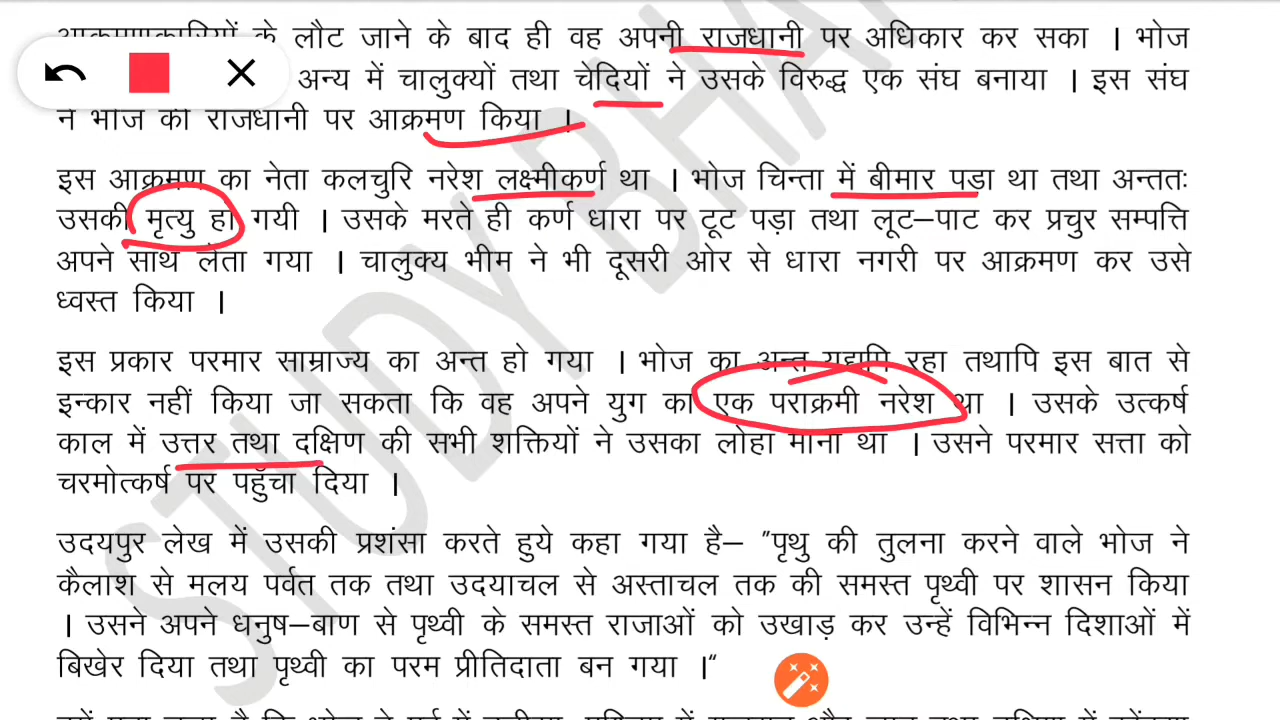 आक्रमणकारियों के लौट जाने के बाद ही वह अपनी राजधानी पर अधिकार कर सका । भोज
अन्य में चालुक्यों तथा चेदियों ने उसके विरुद्ध एक संघ बनाया । इस संघ
ने भोज की राजधानी पर आक्रमण किया ।
इस आक्रमण का नेता कलचुरि नरेश लक्ष्मीकर्ण था । भोज चिन्ता में बीमार पड़ा था तथा अन्ततः
उसकी मृत्यु हो गयी । उसके मरते ही कर्ण धारा पर टूट पड़ा तथा लूट–पाट कर प्रचुर सम्पत्ति
अपने साथ लेता गया । चालुक्य भीम ने भी दूसरी ओर से धारा नगरी पर आक्रमण कर उसे
ध्वस्त किया ।
इस प्रकार परमार साम्राज्य का अन्त हो गया । भोज का अन्त यद्यपि रहा तथापि इस बात से
इन्कार नहीं किया जा सकता कि वह अपने युग का एक पराक्रमी नरेश था । उसके उत्कर्ष
काल में उत्तर तथा दक्षिण की सभी शक्तियों ने उसका लोहा माना था । उसने परमार सत्ता को
चरमोत्कर्ष पर पहुँचा दिया ।
उदयपुर लेख में उसकी प्रशंसा करते हुये कहा गया है– "पृथु की तुलना करने वाले भोज ने
कैलाश से मलय पर्वत तक तथा उदयाचल से अस्ताचल तक की समस्त पृथ्वी पर शासन किया
। उसने अपने धनुष–बाण से पृथ्वी के समस्त राजाओं को उखाड़ कर उन्हें विभिन्न दिशाओं में
बिखेर दिया तथा पृथ्वी का परम प्रीतिदाता बन गया ।"